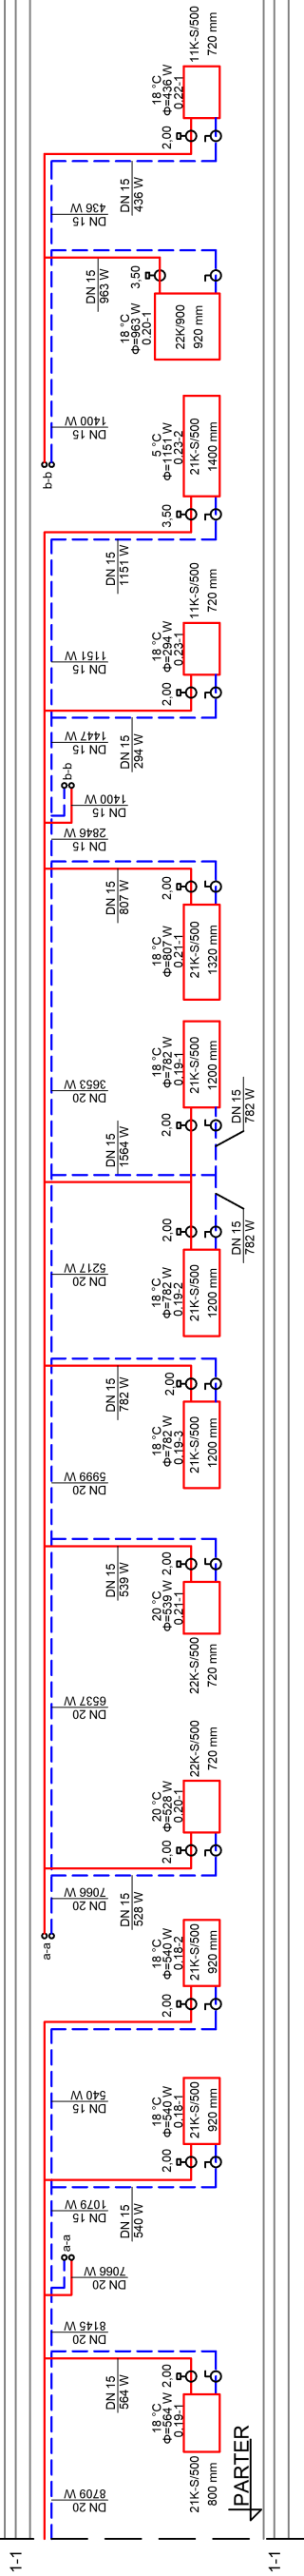 1-1
1-1
PARTER
DN 20
8709 W
DN 15
564 W
18 °C
Φ=564 W
0.19-1
2,00
21K-S/500
800 mm
DN 20
8145 W
DN 20
7066 W
a-a
DN 15
1079 W
DN 15
540 W
18 °C
Φ=540 W
0.18-1
2,00
21K-S/500
920 mm
DN 15
540 W
18 °C
Φ=540 W
0.18-2
2,00
21K-S/500
920 mm
a-a
DN 20
7066 W
DN 15
528 W
20 °C
Φ=528 W
0.20-1
2,00
22K-S/500
720 mm
DN 20
6537 W
DN 15
539 W
20 °C
Φ=539 W
0.21-1
2,00
22K-S/500
720 mm
DN 20
5999 W
DN 15
782 W
18 °C
Φ=782 W
0.19-3
2,00
21K-S/500
1200 mm
DN 20
5217 W
18 °C
Φ=782 W
0.19-2
2,00
21K-S/500
1200 mm
DN 15
782 W
DN 15
1564 W
DN 20
3653 W
18 °C
Φ=782 W
0.19-1
2,00
21K-S/500
1200 mm
DN 15
782 W
DN 15
807 W
18 °C
Φ=807 W
0.21-1
2,00
21K-S/500
1320 mm
DN 15
2846 W
DN 15
1400 W
b-b
DN 15
1447 W
DN 15
294 W
18 °C
Φ=294 W
0.23-1
2,00
11K-S/500
720 mm
DN 15
1151 W
DN 15
1151 W
5 °C
Φ=1151 W
0.23-2
3,50
21K-S/500
1400 mm
b-b
DN 15
1400 W
DN 15
963 W
18 °C
Φ=963 W
0.20-1
3,50
22K/900
920 mm
DN 15
436 W
DN 15
436 W
18 °C
Φ=436 W
0.22-1
2,00
11K-S/500
720 mm